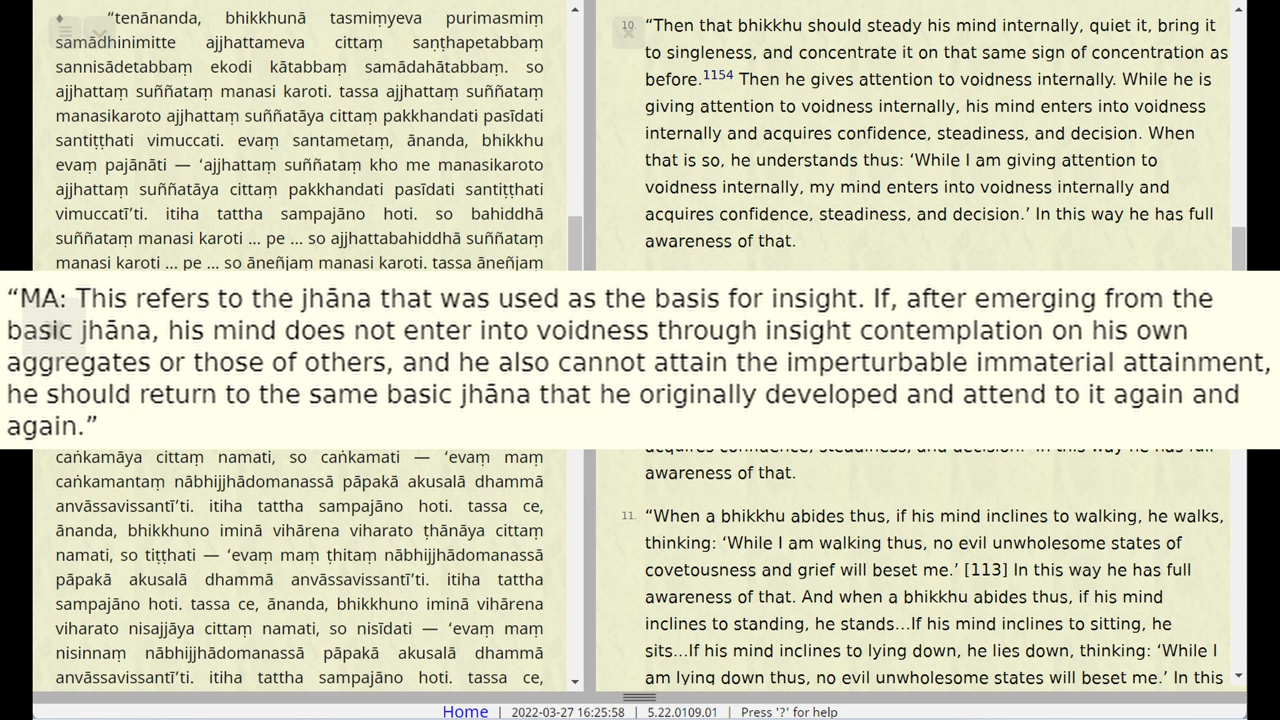 ♦ “tenānanda, bhikkhunā tasmiṃyeva purimasmiṃ
samādhinimitte ajjhattameva cittaṃ saṇṭhapetabbaṃ
sannisādetabbaṃ ekodi kātabbaṃ samādahātabbaṃ. so
ajjhattaṃ suññataṃ manasi karoti. tassa ajjhattaṃ suññataṃ
manasikaroto ajjhattaṃ suññatāya cittaṃ pakkhandati pasīdati
santiṭṭhati vimuccati. evaṃ santametaṃ, ānanda, bhikkhu
evaṃ pajānāti — ‘ajjhattaṃ suññataṃ kho me manasikaroto
ajjhattaṃ suññatāya cittaṃ pakkhandati pasīdati santiṭṭhati
vimuccatī’ti. itiha tattha sampajāno hoti. so bahiddhā
suññataṃ manasi karoti ... pe ... so ajjhattabahiddhā suññataṃ
manasi karoti ... pe ... so āneñjaṃ manasi karoti. tassa āneñjaṃ
10. “Then that bhikkhu should steady his mind internally, quiet it, bring it
to singleness, and concentrate it on that same sign of concentration as
before.1154 Then he gives attention to voidness internally. While he is
giving attention to voidness internally, his mind enters into voidness
internally and acquires confidence, steadiness, and decision. When
that is so, he understands thus: ‘While I am giving attention to
voidness internally, my mind enters into voidness internally and
acquires confidence, steadiness, and decision.’ In this way he has full
awareness of that.
“MA: This refers to the jhāna that was used as the basis for insight. If, after emerging from the
basic jhāna, his mind does not enter into voidness through insight contemplation on his own
aggregates or those of others, and he also cannot attain the imperturbable immaterial attainment,
he should return to the same basic jhāna that he originally developed and attend to it again and
again.”
caṅkamāya cittaṃ namati, so caṅkamati — ‘evaṃ maṃ
caṅkamantaṃ nābhijjhādomanassā pāpakā akusalā dhammā
anvāssavissantī’ti. itiha tattha sampajāno hoti. tassa ce,
ānanda, bhikkhuno iminā vihārena viharato ṭhānāya cittaṃ
namati, so tiṭṭhati — ‘evaṃ maṃ ṭhitaṃ nābhijjhādomanassā
pāpakā akusalā dhammā anvāssavissantī’ti. itiha tattha
sampajāno hoti. tassa ce, ānanda, bhikkhuno iminā vihārena
viharato nisajjāya cittaṃ namati, so nisīdati — ‘evaṃ maṃ
nisinnaṃ nābhijjhādomanassā pāpakā akusalā dhammā
anvāssavissantī’ti. itiha tattha sampajāno hoti. tassa ce,
acquires confidence, steadiness, and decision.’ In this way he has full
awareness of that.
11. “When a bhikkhu abides thus, if his mind inclines to walking, he walks,
thinking: ‘While I am walking thus, no evil unwholesome states of
covetousness and grief will beset me.’ [113] In this way he has full
awareness of that. And when a bhikkhu abides thus, if his mind
inclines to standing, he stands…If his mind inclines to sitting, he
sits…If his mind inclines to lying down, he lies down, thinking: ‘While I
am lying down thus, no evil unwholesome states will beset me.’ In this
Home | 2022-03-27 16:25:58 | 5.22.0109.01 | Press '?' for help